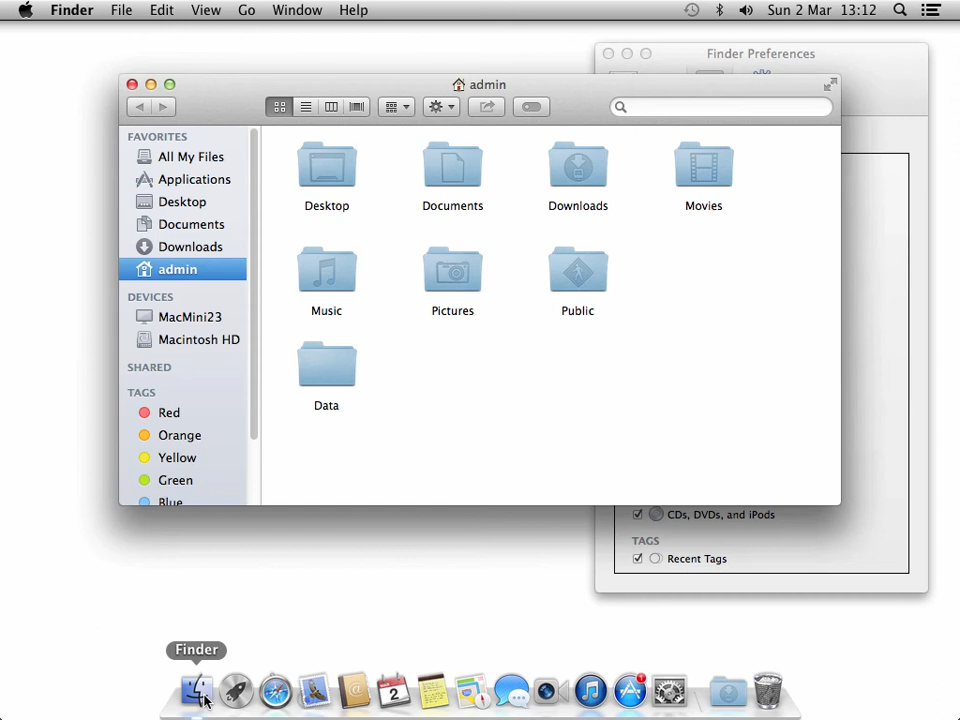 Finder File Edit View Go Window Help Sun 2 Mar 13:12
Finder Preferences
admin
FAVORITES
All My Files
Applications
Desktop
Documents
Downloads
admin
DEVICES
MacMini23
Macintosh HD
SHARED
TAGS
Red
Orange
Yellow
Green
Blue
Desktop Documents Downloads Movies
Music Pictures Public
Data
CDs, DVDs, and iPods
TAGS
Recent Tags
Finder
2
1